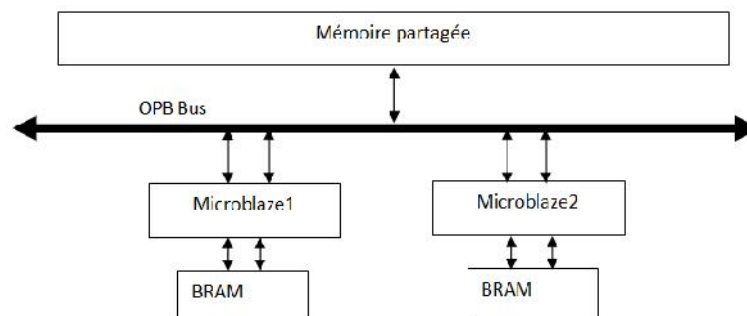 Mémoire partagée
OPB Bus
Microblaze1
Microblaze2
BRAM
BRAM